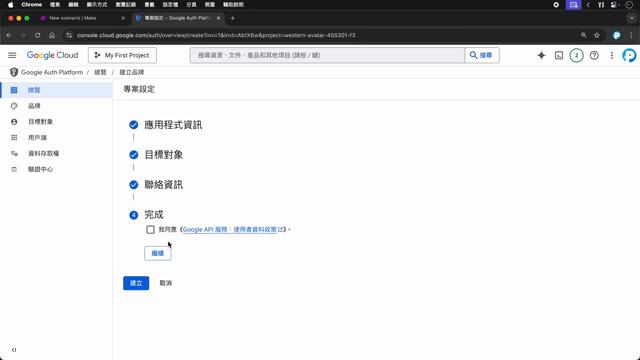 Chrome 檔案 編輯 顯示方式 瀏覽記錄 書籤 設定檔 分頁 視窗 輔助說明
New scenario | Make
專案設定 – Google Auth Platf
console.cloud.google.com/auth/overview/create?inv=1&invt=AbtX6w&project=western-avatar-455301-f3
Google Cloud
My First Project
搜尋資源、文件、產品和其他項目 (請按 / 鍵)
搜尋
2
Google Auth Platform / 總覽 / 建立品牌
總覽
品牌
目標對象
用戶端
資料存取權
驗證中心
專案設定
應用程式資訊
目標對象
聯絡資訊
4 完成
我同意《Google API 服務：使用者資料政策》。
繼續
建立 取消